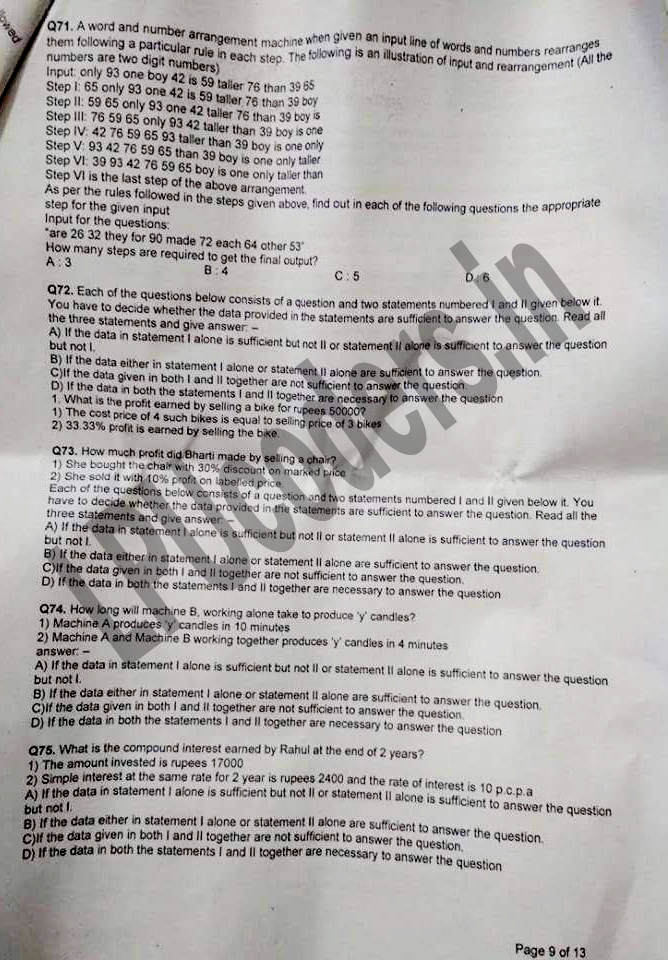 lowed
Q71. A word and number arrangement machine when given an input line of words and numbers rearranges
them following a particular rule in each step. The following is an illustration of input and rearrangement (All the
numbers are two digit numbers)
Input: only 93 one boy 42 is 59 taller 76 than 39 65
Step I: 65 only 93 one 42 is 59 taller 76 than 39 boy
Step II: 59 65 only 93 one 42 taller 76 than 39 boy is
Step III: 76 59 65 only 93 42 taller than 39 boy is one
Step IV: 42 76 59 65 93 taller than 39 boy is one only
Step V: 93 42 76 59 65 than 39 boy is one only taller
Step VI: 39 93 42 76 59 65 boy is one only taller than
Step VI is the last step of the above arrangement.
As per the rules followed in the steps given above, find out in each of the following questions the appropriate
step for the given input
Input for the questions:
"are 26 32 they for 90 made 72 each 64 other 53"
How many steps are required to get the final output?
A : 3 B : 4 C : 5 D : 6
Q72. Each of the questions below consists of a question and two statements numbered I and II given below it.
You have to decide whether the data provided in the statements are sufficient to answer the question. Read all
the three statements and give answer: –
A) If the data in statement I alone is sufficient but not II or statement II alone is sufficient to answer the question
but not I.
B) If the data either in statement I alone or statement II alone are sufficient to answer the question.
C)If the data given in both I and II together are not sufficient to answer the question.
D) If the data in both the statements I and II together are necessary to answer the question
1. What is the profit earned by selling a bike for rupees 50000?
1) The cost price of 4 such bikes is equal to selling price of 3 bikes
2) 33.33% profit is earned by selling the bike.
Q73. How much profit did Bharti made by selling a chair?
1) She bought the chair with 30% discount on marked price
2) She sold it with 10% profit on labelled price
Each of the questions below consists of a question and two statements numbered I and II given below it. You
have to decide whether the data provided in the statements are sufficient to answer the question. Read all the
three statements and give answer: –
A) If the data in statement I alone is sufficient but not II or statement II alone is sufficient to answer the question
but not I.
B) If the data either in statement I alone or statement II alone are sufficient to answer the question.
C)If the data given in both I and II together are not sufficient to answer the question.
D) If the data in both the statements I and II together are necessary to answer the question
Q74. How long will machine B, working alone take to produce 'y' candles?
1) Machine A produces 'y' candles in 10 minutes
2) Machine A and Machine B working together produces 'y' candles in 4 minutes
answer: –
A) If the data in statement I alone is sufficient but not II or statement II alone is sufficient to answer the question
but not I.
B) If the data either in statement I alone or statement II alone are sufficient to answer the question.
C)If the data given in both I and II together are not sufficient to answer the question.
D) If the data in both the statements I and II together are necessary to answer the question
Q75. What is the compound interest earned by Rahul at the end of 2 years?
1) The amount invested is rupees 17000
2) Simple interest at the same rate for 2 year is rupees 2400 and the rate of interest is 10 p.c.p.a
A) If the data in statement I alone is sufficient but not II or statement II alone is sufficient to answer the question
but not I.
B) If the data either in statement I alone or statement II alone are sufficient to answer the question.
C)If the data given in both I and II together are not sufficient to answer the question.
D) If the data in both the statements I and II together are necessary to answer the question
Page 9 of 13